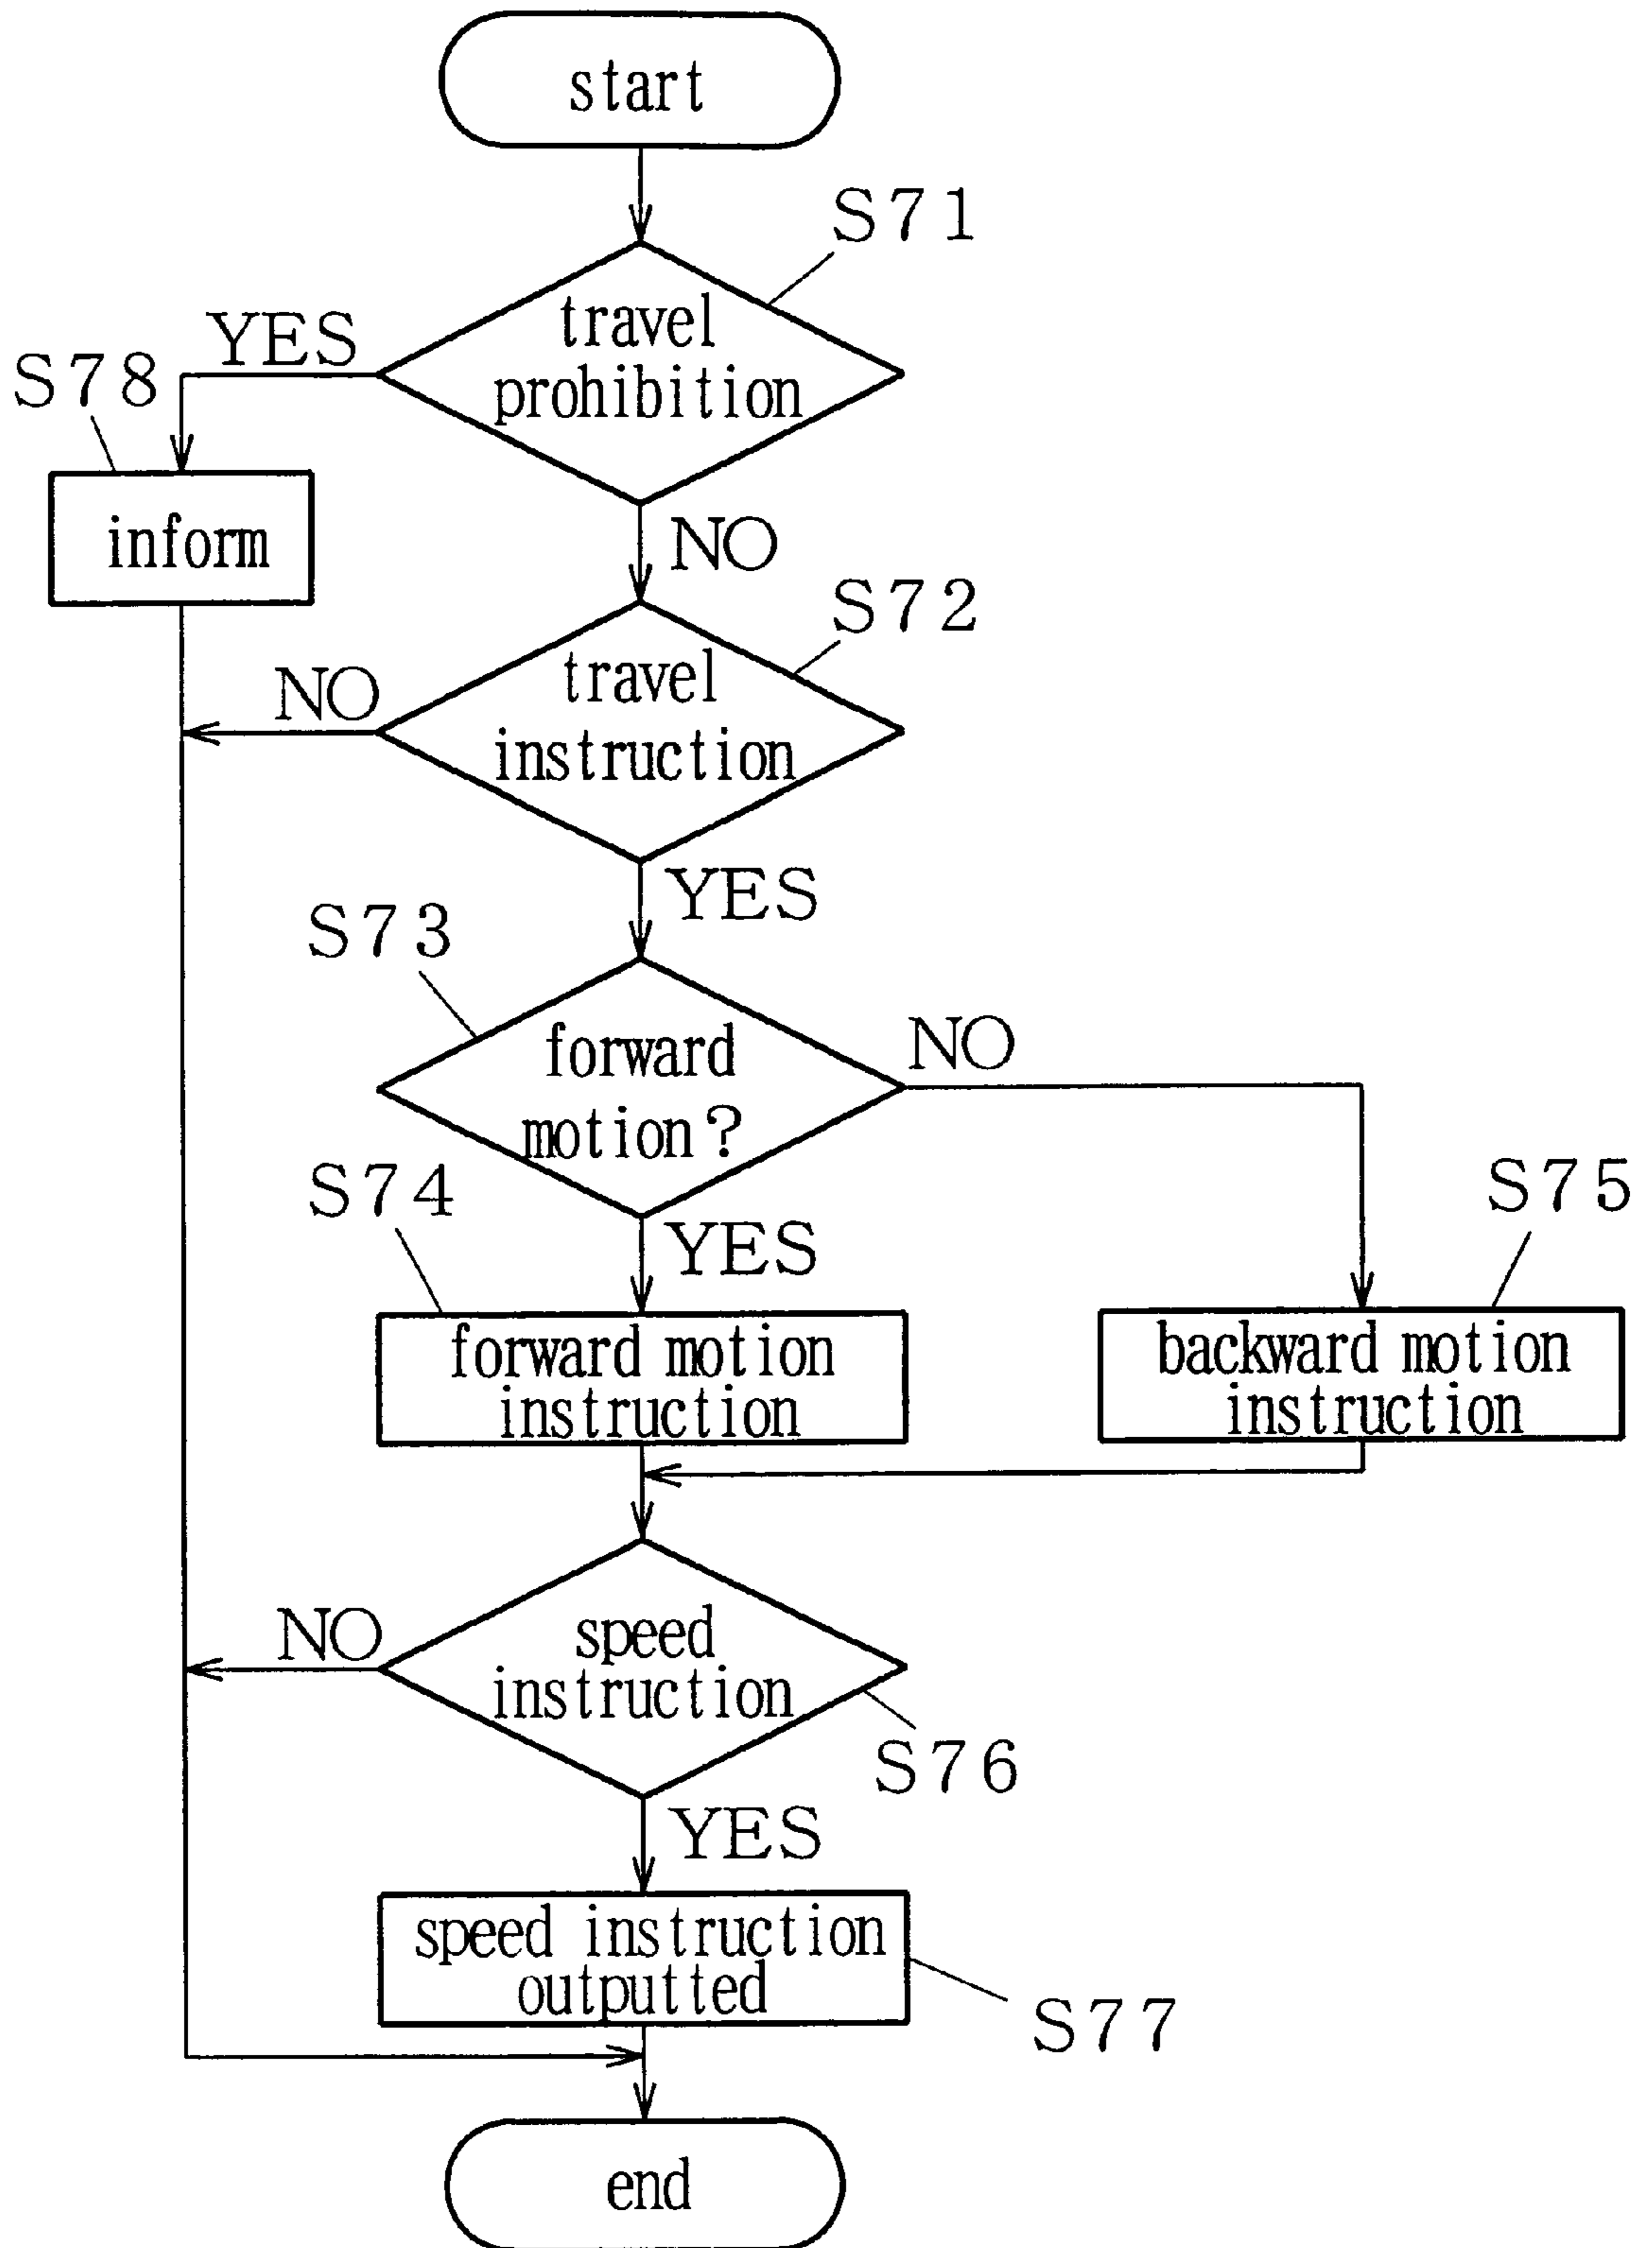 start
S71
travel
prohibition
YES
S78
inform
NO
S72
travel
instruction
NO
YES
S73
forward
motion?
NO
S74
YES
S75
forward motion
instruction
backward motion
instruction
speed
instruction
NO
S76
YES
speed instruction
outputted
S77
end